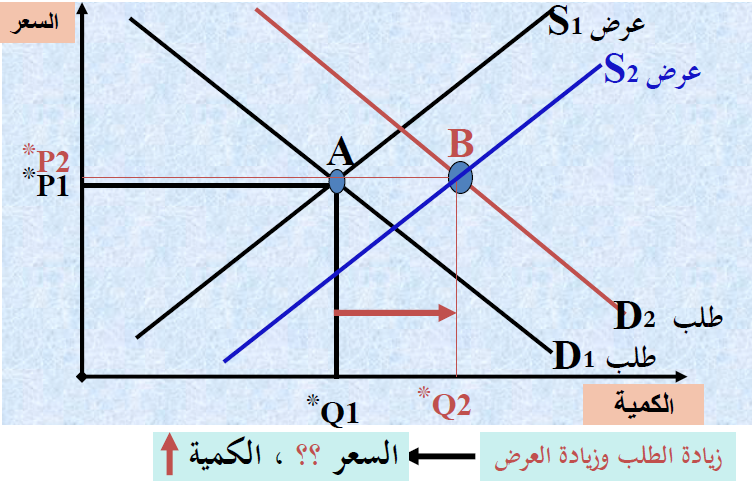 السعر
عرض S1
عرض S2
A
B
*P2
*P1
طلب D2
طلب D1
*Q1
*Q2
الكمية
زيادة الطلب وزيادة العرض
السعر ؟؟ ، الكمية